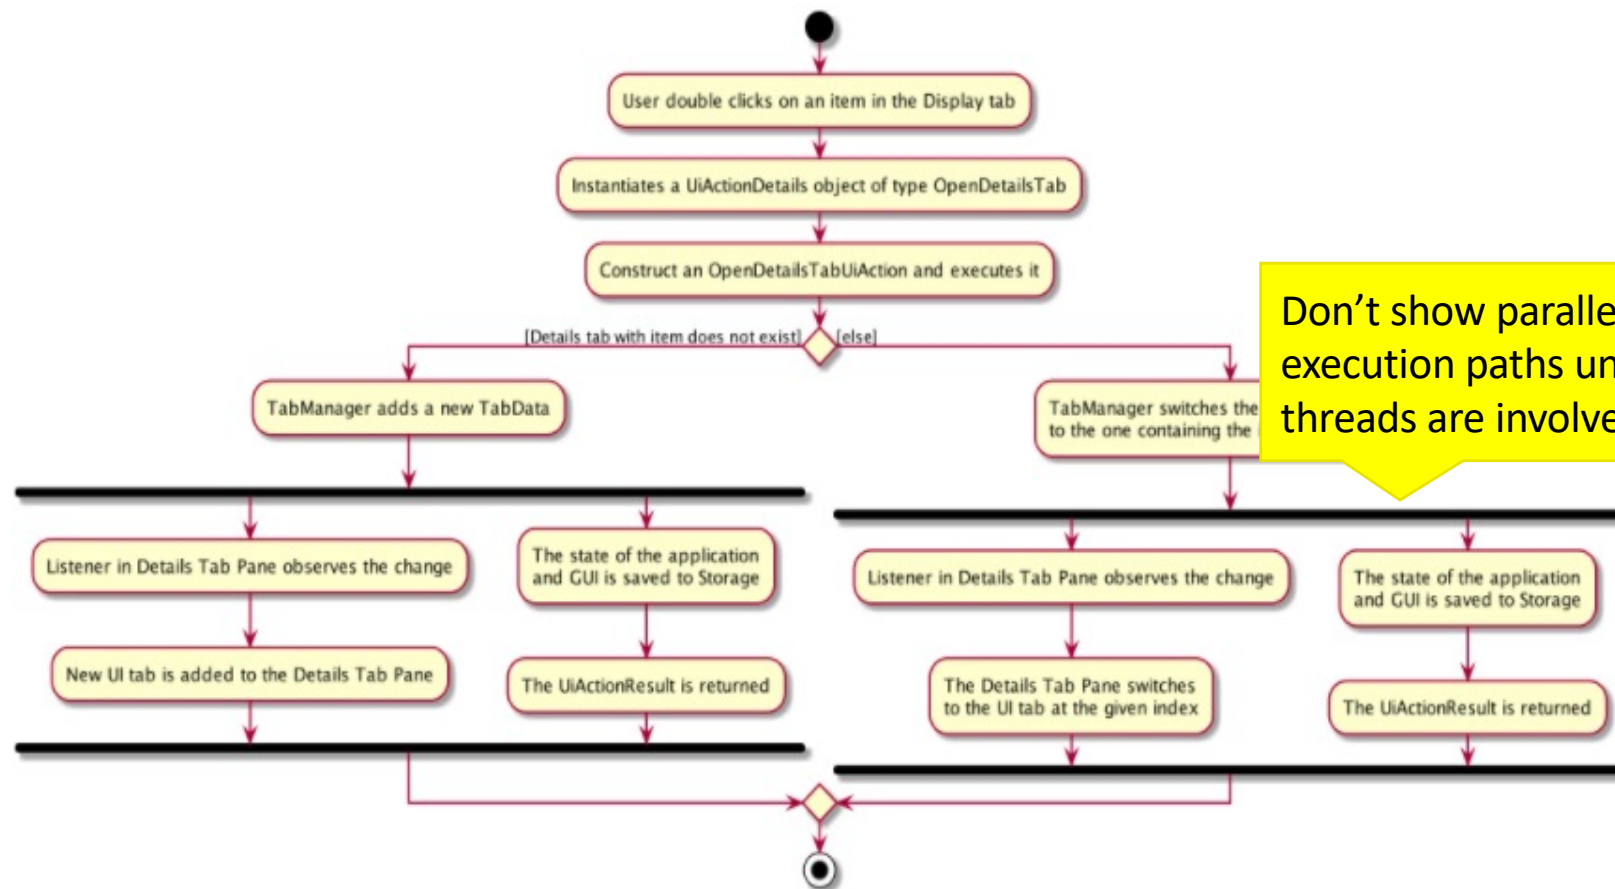 User double clicks on an item in the Display tab
Instantiates a UiActionDetails object of type OpenDetailsTab
Construct an OpenDetailsTabUiAction and executes it
[Details tab with item does not exist]
[else]
Don't show paralle
execution paths un
threads are involve
TabManager adds a new TabData
TabManager switches the
to the one containing the
Listener in Details Tab Pane observes the change
The state of the application
and GUI is saved to Storage
New UI tab is added to the Details Tab Pane
The UiActionResult is returned
Listener in Details Tab Pane observes the change
The state of the application
and GUI is saved to Storage
The Details Tab Pane switches
to the UI tab at the given index
The UiActionResult is returned